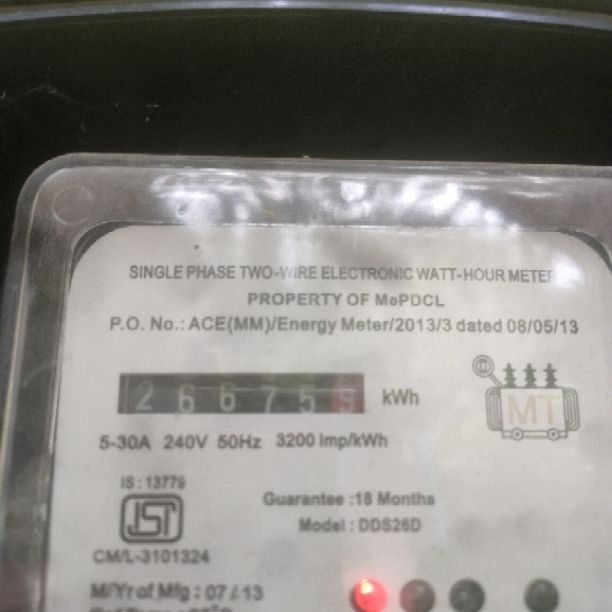 SINGLE PHASE TWO-WIRE ELECTRONIC WATT-HOUR METER
PROPERTY OF MePDCL
P.O. No.: ACE(MM)/Energy Meter/2013/3 dated 08/05/13
266759 kWh
MT
5-30A 240V 50Hz 3200 Imp/kWh
IS : 13779
Guarantee :18 Months
Model : DDS26D
CM/L-3101324
M/Yr of Mfg : 07 / 13